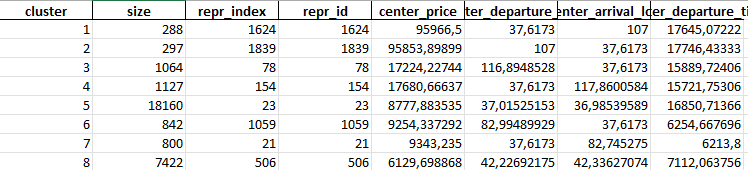 cluster size repr_index repr_id center_price ter_departure_ enter_arrival_lo cer_departure_ti
1 288 1624 1624 95966,5 37,6173 107 17645,07222
2 297 1839 1839 95853,89899 107 37,6173 17746,43333
3 1064 78 78 17224,22744 116,8948528 37,6173 15889,72406
4 1127 154 154 17680,66637 37,6173 117,8600584 15721,75306
5 18160 23 23 8777,883535 37,01525153 36,98539589 16850,71366
6 842 1059 1059 9254,337292 82,99489929 37,6173 6254,667696
7 800 21 21 9343,235 37,6173 82,745275 6213,8
8 7422 506 506 6129,698868 42,22692175 42,33627074 7112,063756